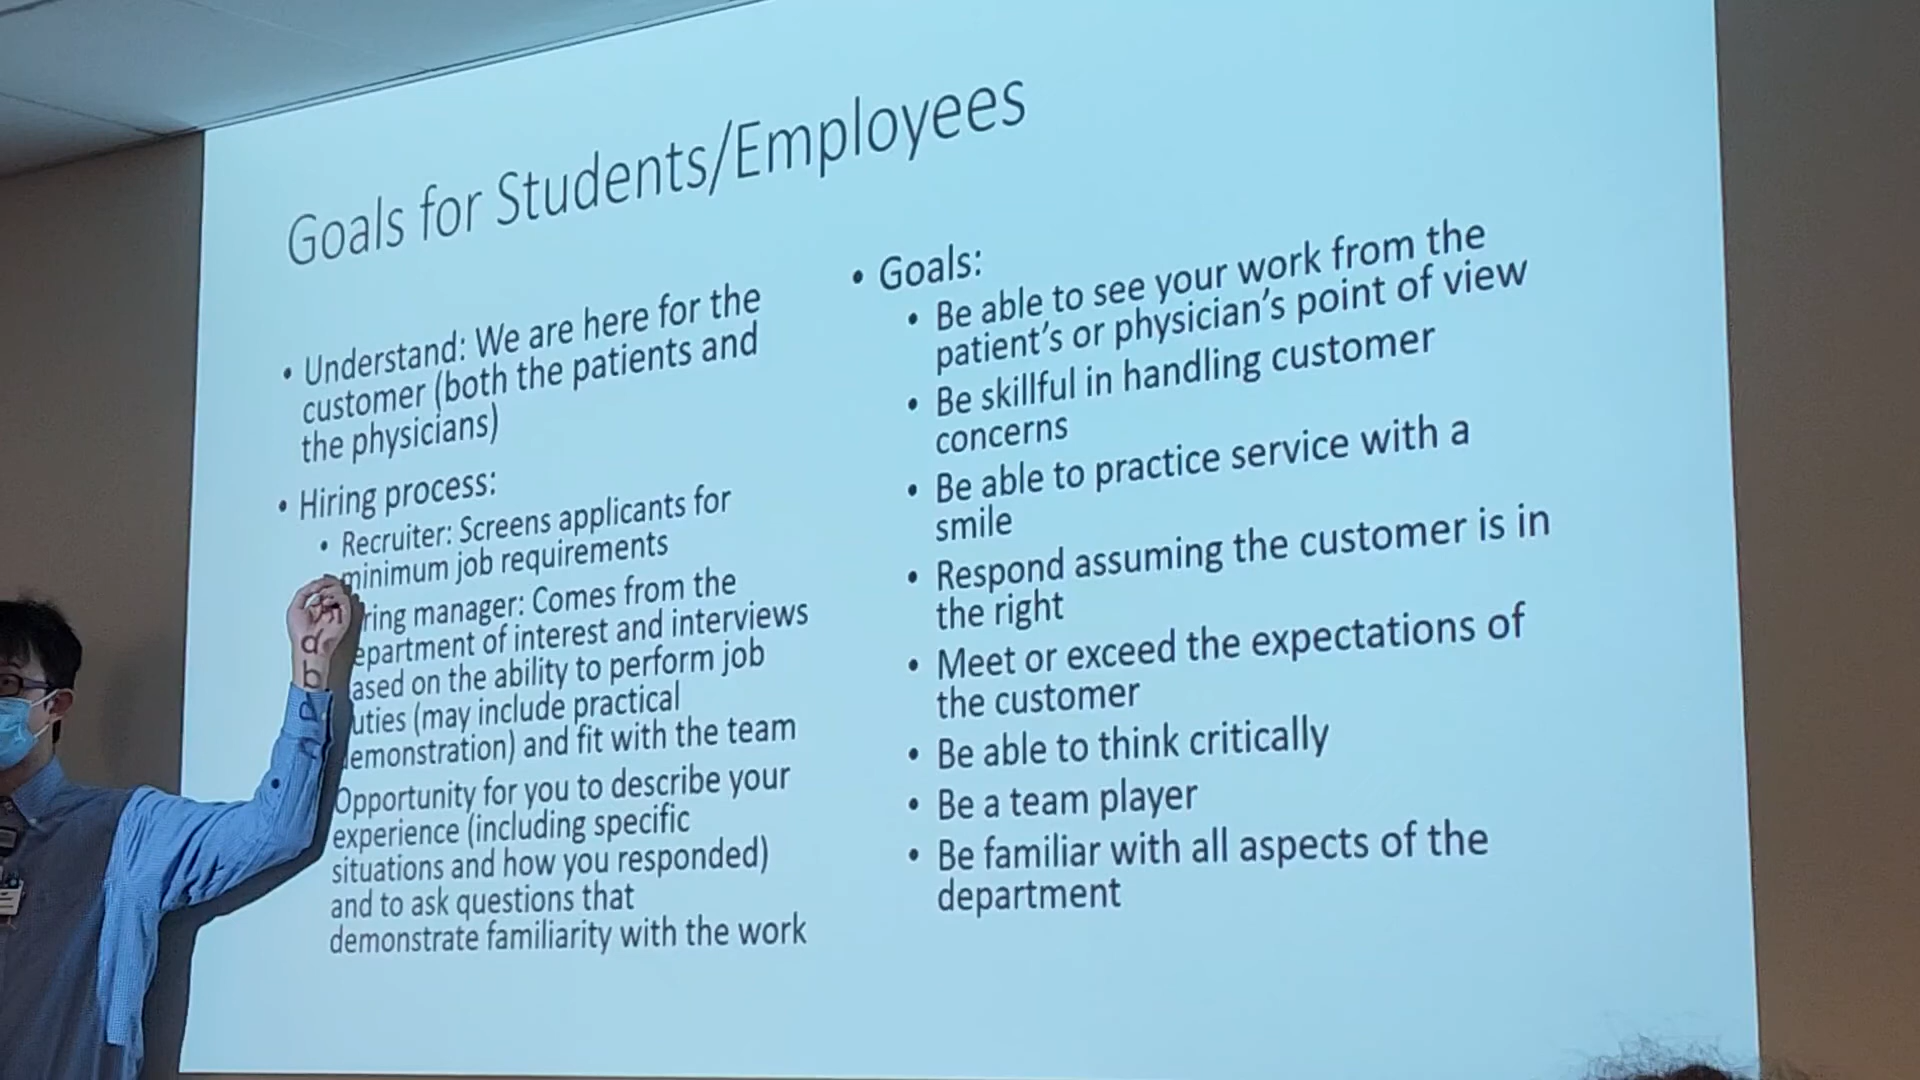 Goals for Students/Employees
• Understand: We are here for the
customer (both the patients and
the physicians)
• Hiring process:
• Recruiter: Screens applicants for
minimum job requirements
ring manager: Comes from the
epartment of interest and interviews
ased on the ability to perform job
uties (may include practical
emonstration) and fit with the team
Opportunity for you to describe your
experience (including specific
situations and how you responded)
and to ask questions that
demonstrate familiarity with the work
• Goals:
• Be able to see your work from the
patient's or physician's point of view
• Be skillful in handling customer
concerns
• Be able to practice service with a
smile
• Respond assuming the customer is in
the right
• Meet or exceed the expectations of
the customer
• Be able to think critically
• Be a team player
• Be familiar with all aspects of the
department